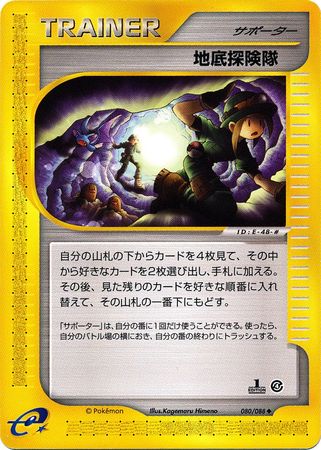 TRAINER
サポーター
地底探険隊
ID:E-48-#
自分の山札の下からカードを4枚見て、その中
から好きなカードを2枚選び出し、手札に加える。
その後、見た残りのカードを好きな順番に入れ
替えて、その山札の一番下にもどす。
「サポーター」は、自分の番に1回だけ使うことができる。使ったら、
自分のバトル場の横におき、自分の番の終わりにトラッシュする。
1
EDITION
e
© Pokémon
Illus.Kagemaru Himeno
080/088